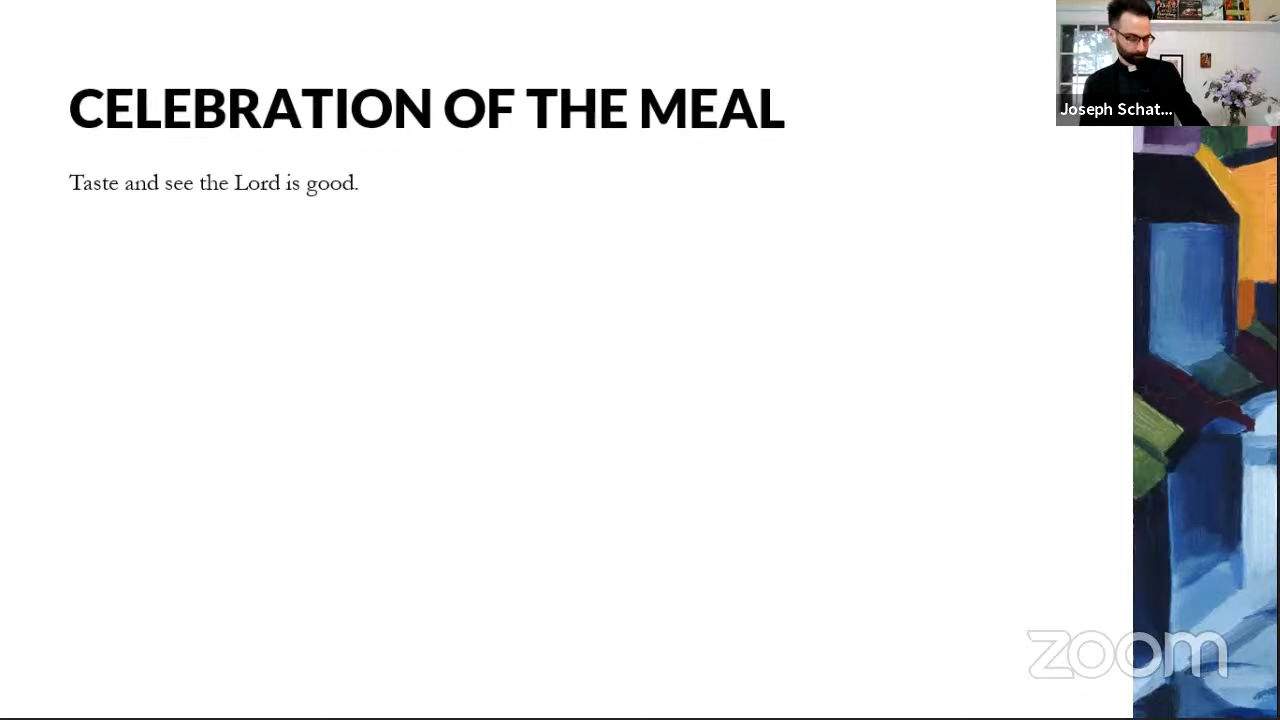 CELEBRATION OF THE MEAL
Taste and see the Lord is good.
Joseph Schat...
zoom